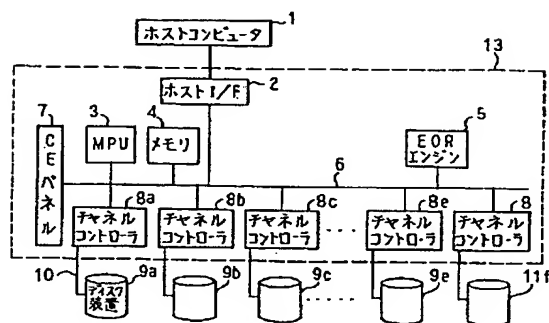 1
ホストコンピュータ
13
2
ホストI/F
7
CEパネル
3
MPU
4
メモリ
5
EOR
エンジン
6
8a
チャネル
コントローラ
8b
チャネル
コントローラ
8c
チャネル
コントローラ
8e
チャネル
コントローラ
8
チャネル
コントローラ
10
9a
ディスク
装置
9b
9c
9e
11f